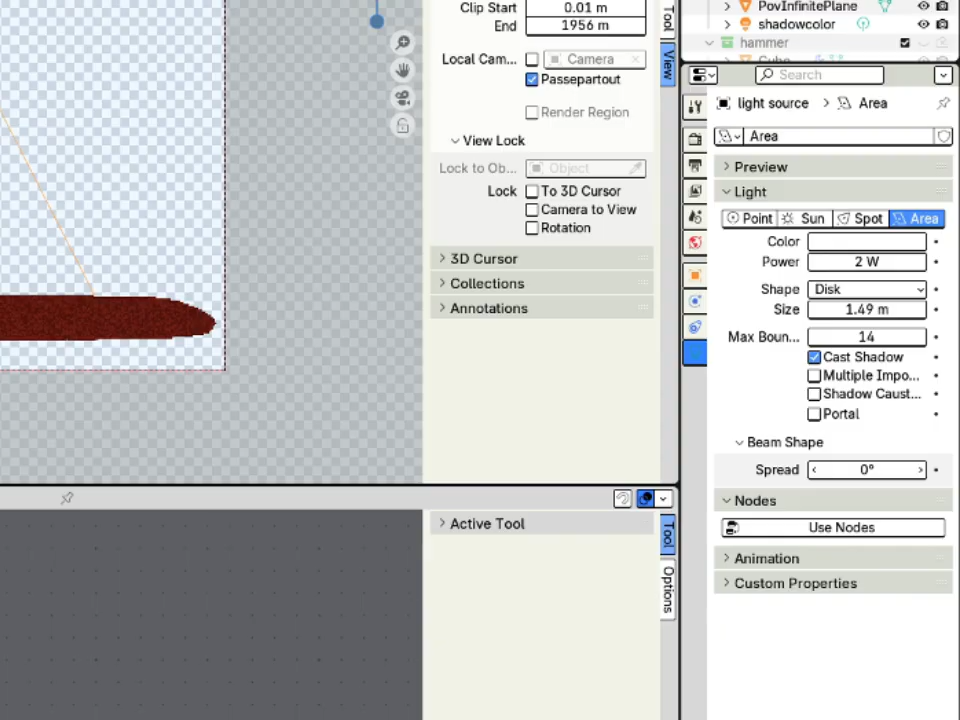 Clip Start 0.01 m
End 1956 m
Local Cam... Camera
Passepartout
Render Region
View Lock
Lock to Ob... Object
Lock To 3D Cursor
Camera to View
Rotation
3D Cursor
Collections
Annotations
Tool
View
PovInfinitePlane
shadowcolor
hammer
Cube
Search
light source > Area
Area
Preview
Light
Point Sun Spot Area
Color
Power 2 W
Shape Disk
Size 1.49 m
Max Boun... 14
Cast Shadow
Multiple Impo...
Shadow Caust...
Portal
Beam Shape
Spread 0°
Nodes
Use Nodes
Animation
Custom Properties
Active Tool
Tool
Options